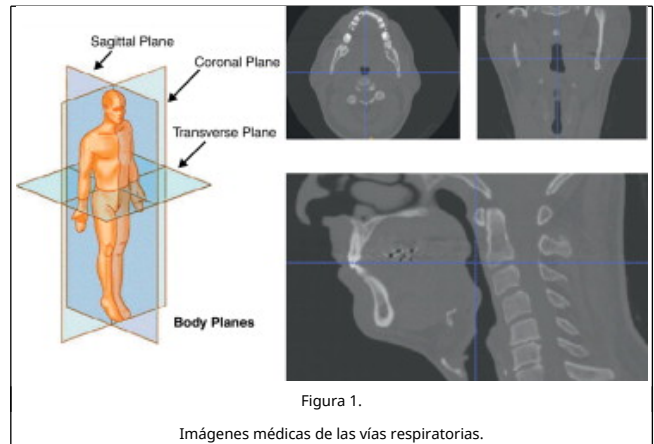 Sagittal Plane
Coronal Plane
Transverse Plane
Body Planes
Figura 1.
Imágenes médicas de las vías respiratorias.